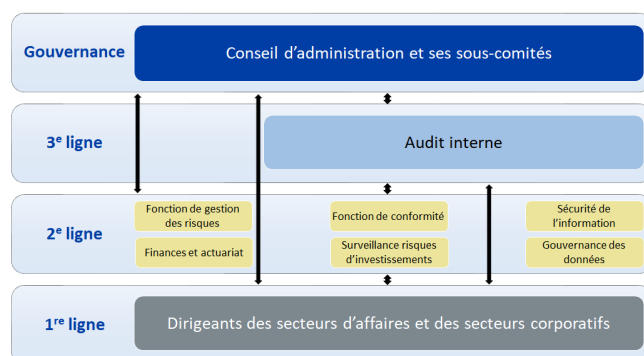 Gouvernance
Conseil d’administration et ses sous-comités
3e ligne
Audit interne
2e ligne
Fonction de gestion
des risques
Fonction de conformité
Sécurité de
l’information
Finances et actuariat
Surveillance risques
d’investissements
Gouvernance des
données
1re ligne
Dirigeants des secteurs d’affaires et des secteurs corporatifs